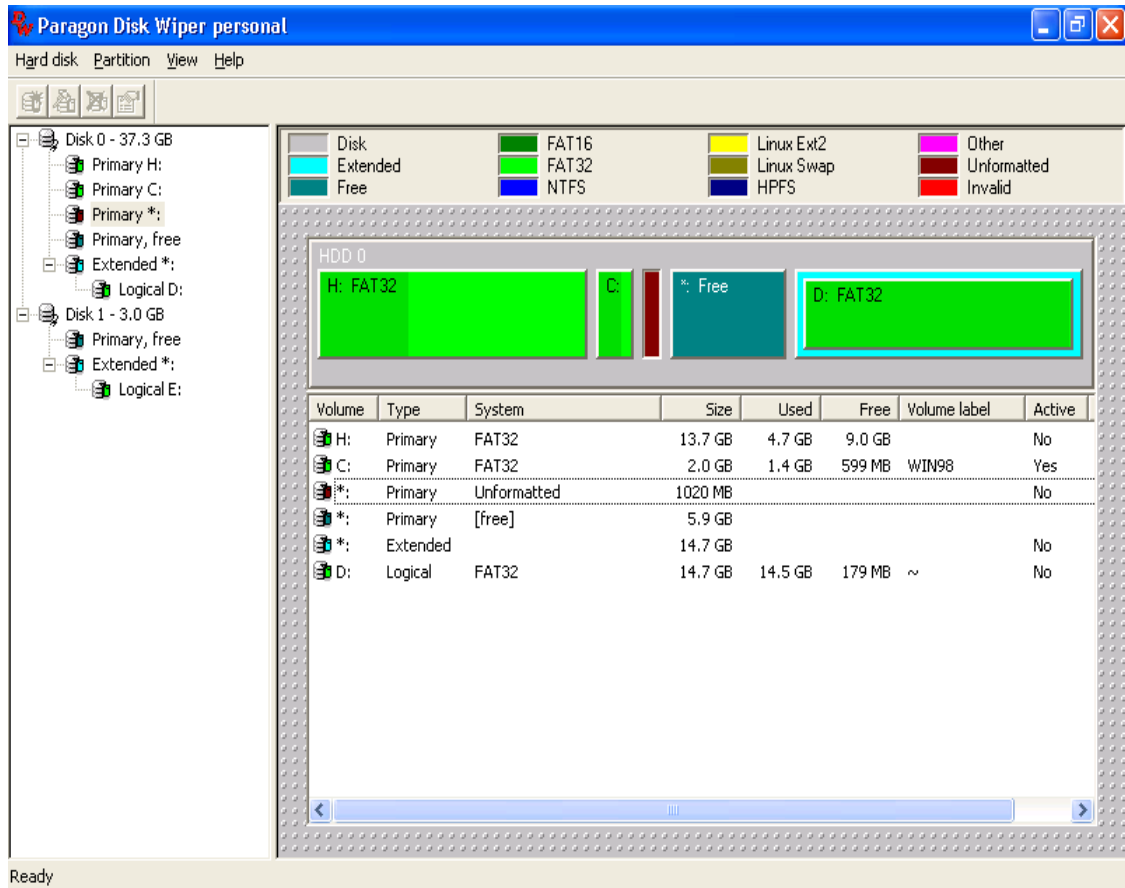 Paragon Disk Wiper personal
Hard disk Partition View Help
Disk 0 - 37.3 GB
Primary H:
Primary C:
Primary *:
Primary, free
Extended *:
Logical D:
Disk 1 - 3.0 GB
Primary, free
Extended *:
Logical E:
Disk FAT16 Linux Ext2 Other
Extended FAT32 Linux Swap Unformatted
Free NTFS HPFS Invalid
HDD 0
H: FAT32 C: *: Free D: FAT32
Volume Type System Size Used Free Volume label Active
H: Primary FAT32 13.7 GB 4.7 GB 9.0 GB No
C: Primary FAT32 2.0 GB 1.4 GB 599 MB WIN98 Yes
*: Primary Unformatted 1020 MB No
*: Primary [free] 5.9 GB
*: Extended 14.7 GB No
D: Logical FAT32 14.7 GB 14.5 GB 179 MB ~ No
Ready